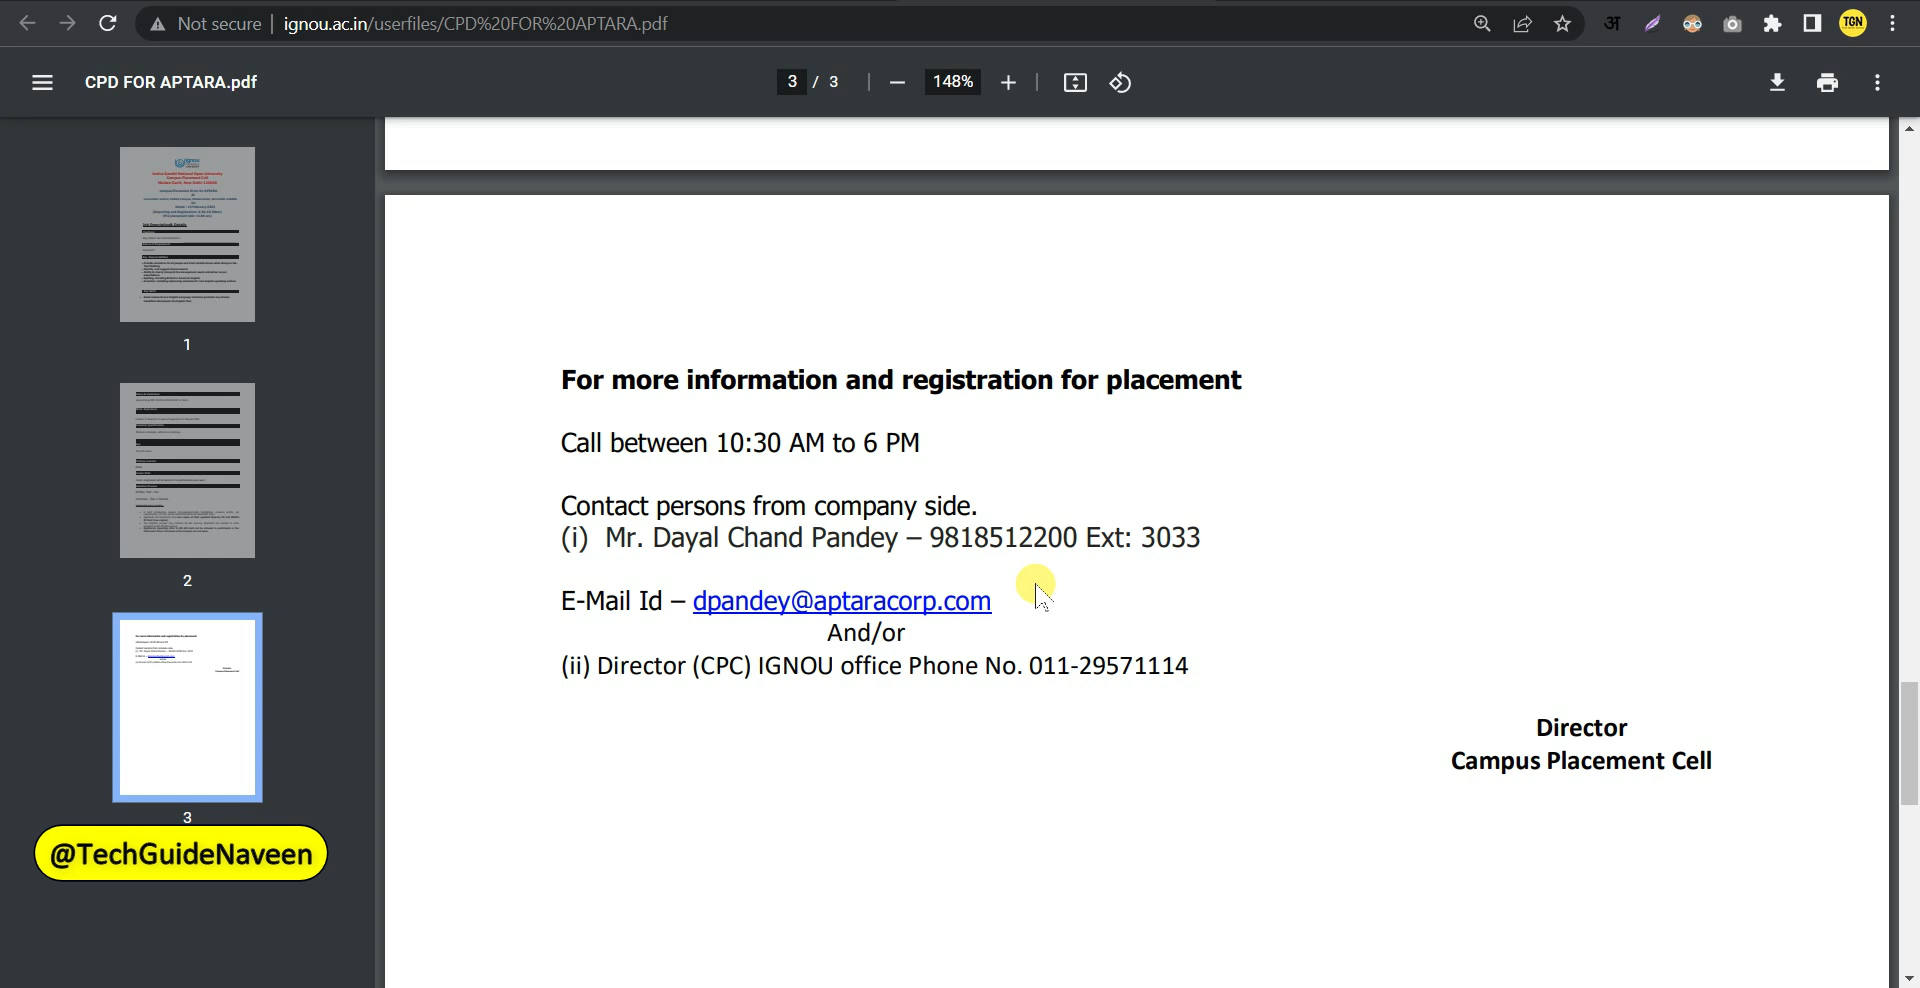 Not secure | ignou.ac.in/userfiles/CPD%20FOR%20APTARA.pdf
अ
TGN
CPD FOR APTARA.pdf
3 / 3
148%
1
2
3
@TechGuideNaveen
For more information and registration for placement
Call between 10:30 AM to 6 PM
Contact persons from company side.
(i) Mr. Dayal Chand Pandey – 9818512200 Ext: 3033
E-Mail Id – dpandey@aptaracorp.com
And/or
(ii) Director (CPC) IGNOU office Phone No. 011-29571114
Director
Campus Placement Cell